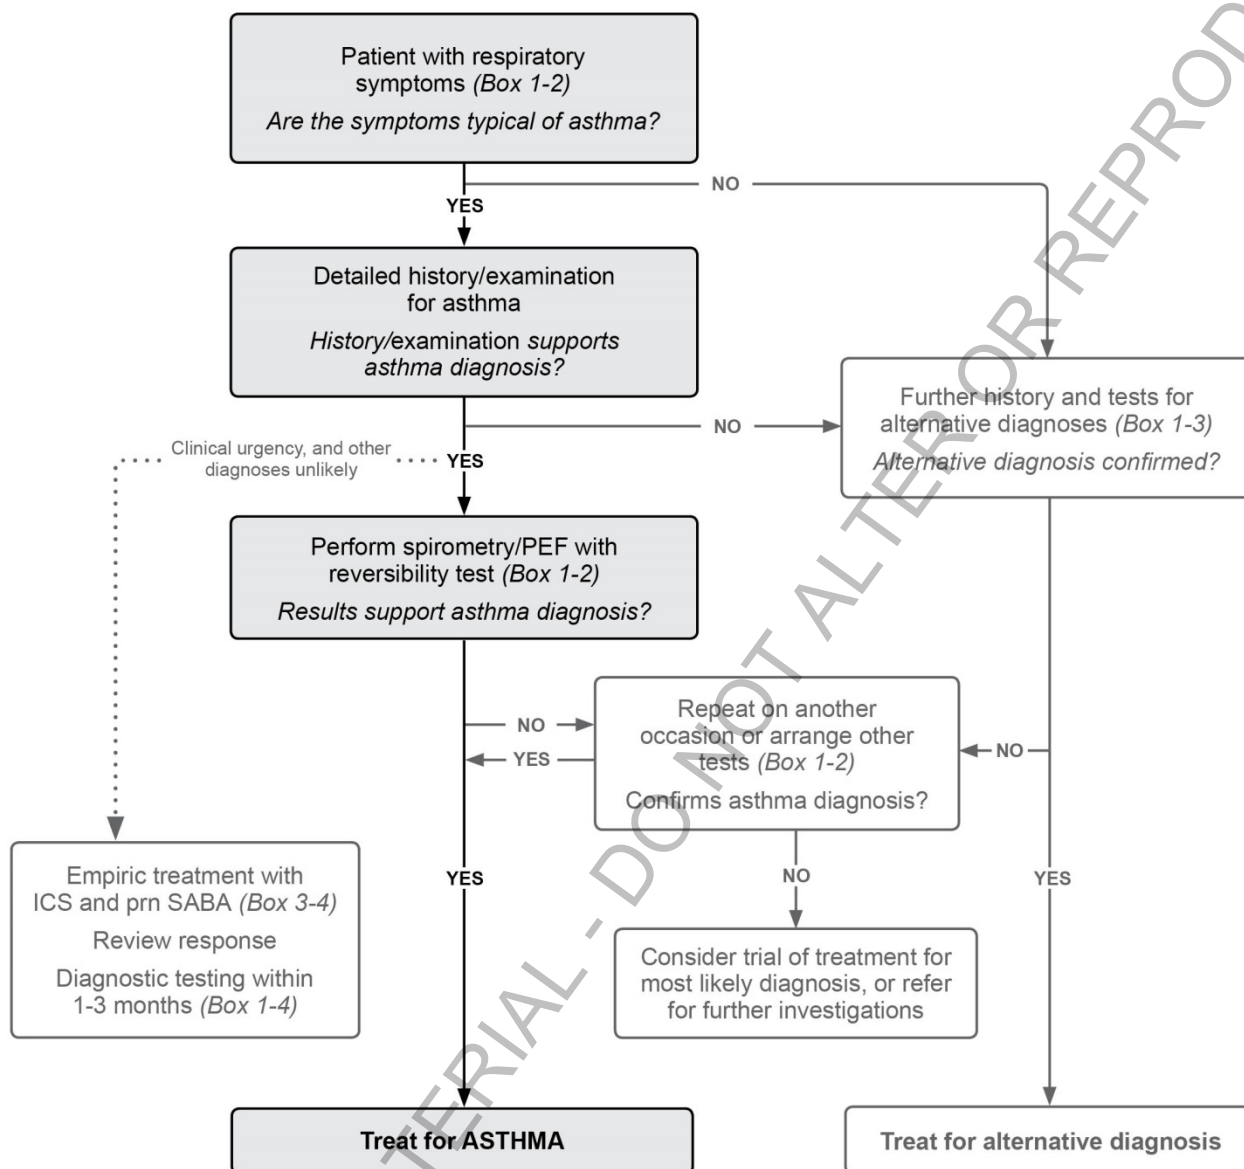 Patient with respiratory
symptoms (Box 1-2)
Are the symptoms typical of asthma?
NO
YES
Detailed history/examination
for asthma
History/examination supports
asthma diagnosis?
Further history and tests for
alternative diagnoses (Box 1-3)
Alternative diagnosis confirmed?
NO
Clinical urgency, and other
diagnoses unlikely
YES
Perform spirometry/PEF with
reversibility test (Box 1-2)
Results support asthma diagnosis?
Repeat on another
occasion or arrange other
tests (Box 1-2)
Confirms asthma diagnosis?
NO
YES
NO
Empiric treatment with
ICS and prn SABA (Box 3-4)
Review response
Diagnostic testing within
1-3 months (Box 1-4)
YES
NO
YES
Consider trial of treatment for
most likely diagnosis, or refer
for further investigations
Treat for ASTHMA
Treat for alternative diagnosis
TERIAL - DO NOT ALTER OR REPROD